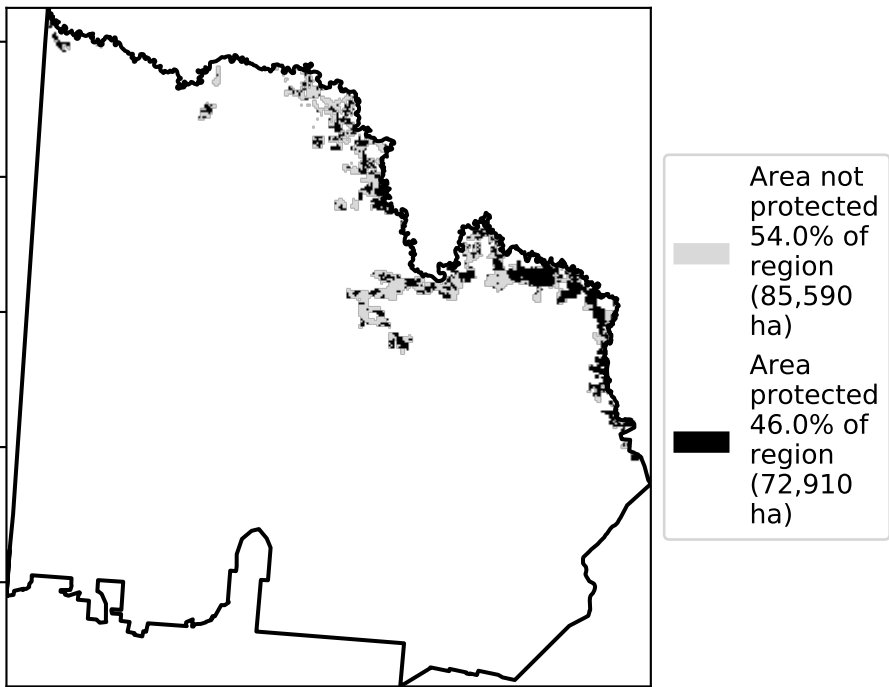 Area not
protected
54.0% of
region
(85,590
ha)
Area
protected
46.0% of
region
(72,910
ha)